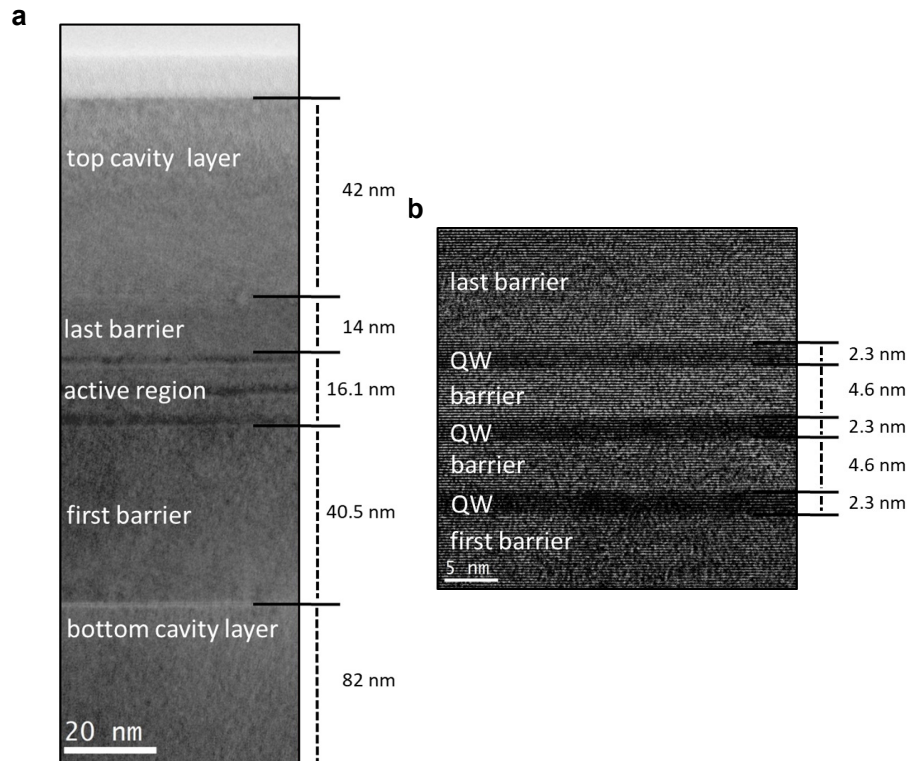 a
top cavity layer
42 nm
last barrier
14 nm
active region
16.1 nm
first barrier
40.5 nm
bottom cavity layer
82 nm
20 nm
b
last barrier
QW
2.3 nm
barrier
4.6 nm
QW
2.3 nm
barrier
4.6 nm
QW
2.3 nm
first barrier
5 nm